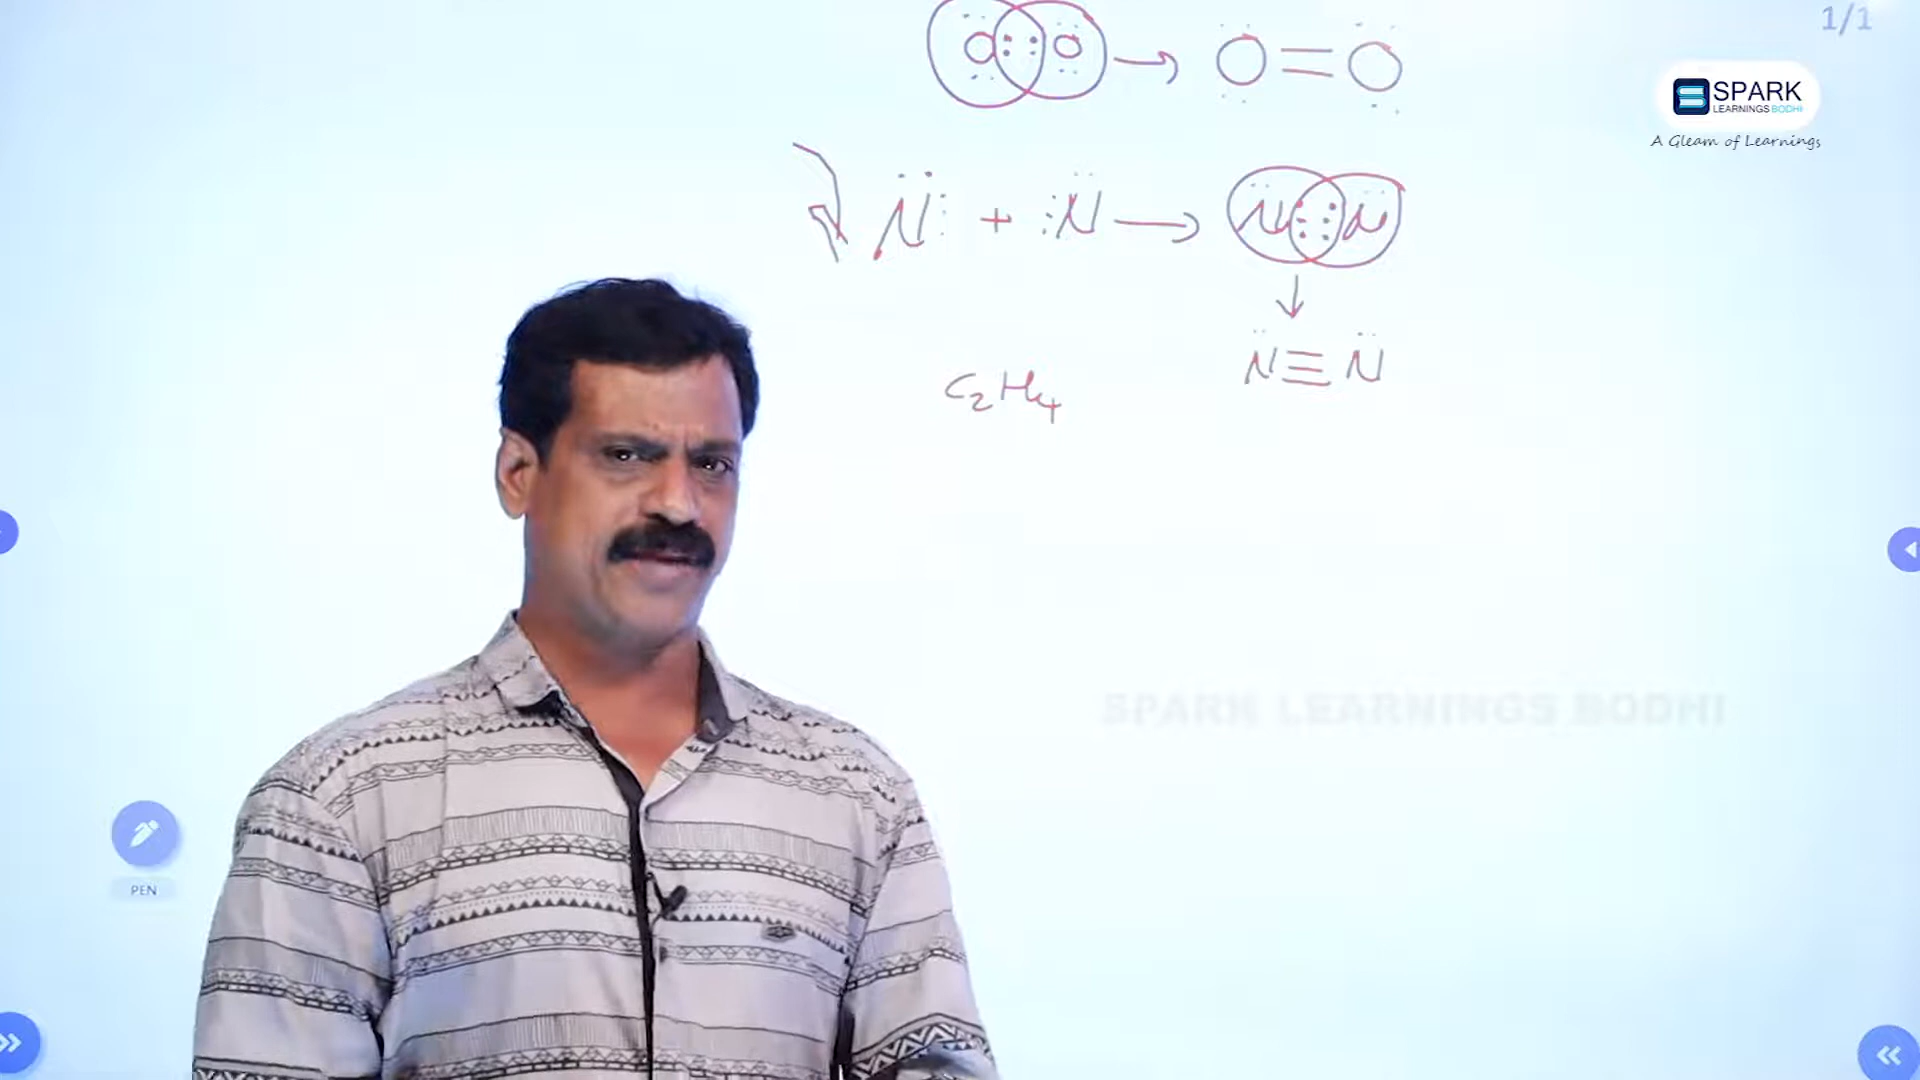 1/1
O O → O = O
SPARK
LEARNINGS BODHI
A Gleam of Learnings
N + N → N N
↓
N ≡ N
C₂H₄
SPARK LEARNINGS BODHI
PEN